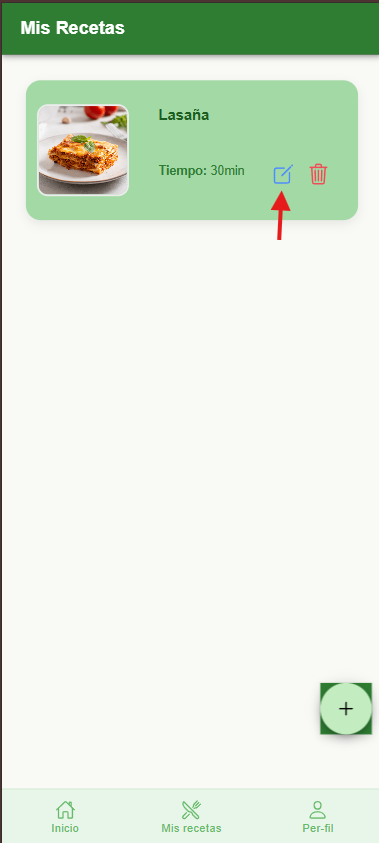 Mis Recetas
Lasaña
Tiempo: 30min
Inicio
Mis recetas
Per-fil